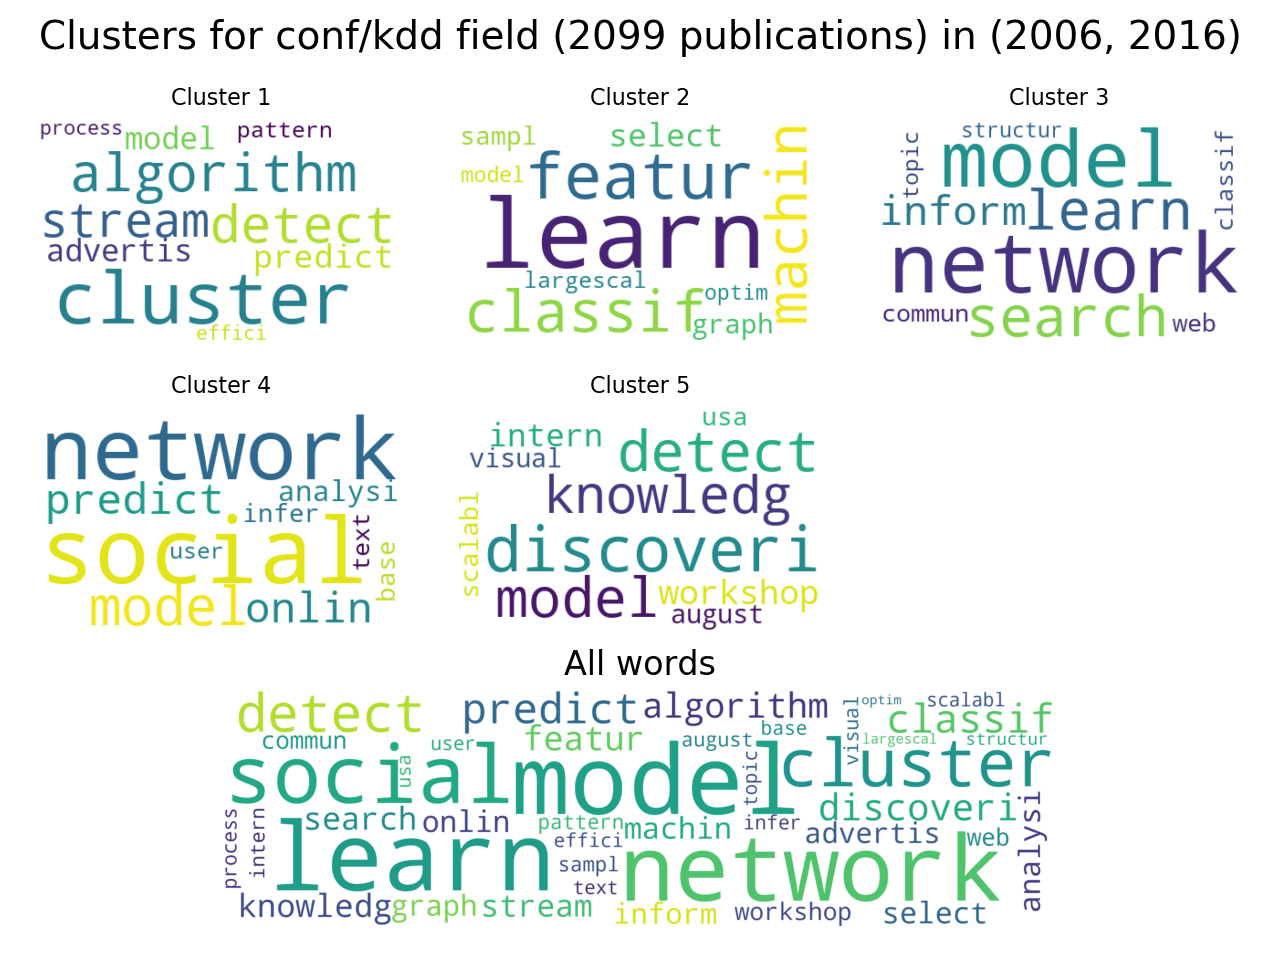 Clusters for conf/kdd field (2099 publications) in (2006, 2016)
Cluster 1
process model pattern
algorithm
stream detect
advertis predict
cluster
effici
Cluster 2
sampl select
model featur machin
learn
largescal
classif optim
graph
Cluster 3
structur
topic model classif
inform learn
network
commun search web
Cluster 4
network
predict analysi
infer
social text
user base
model onlin
Cluster 5
usa
intern detect
visual
knowledg
scalabl discoveri
model workshop
august
All words
detect predict algorithm visual optim scalabl
classif
commun user featur august base largescal structur
social usa model topic cluster
discoveri
process intern search onlin pattern machin infer advertis web analysi
learn effici network
sampl
text
knowledg graph stream inform workshop select